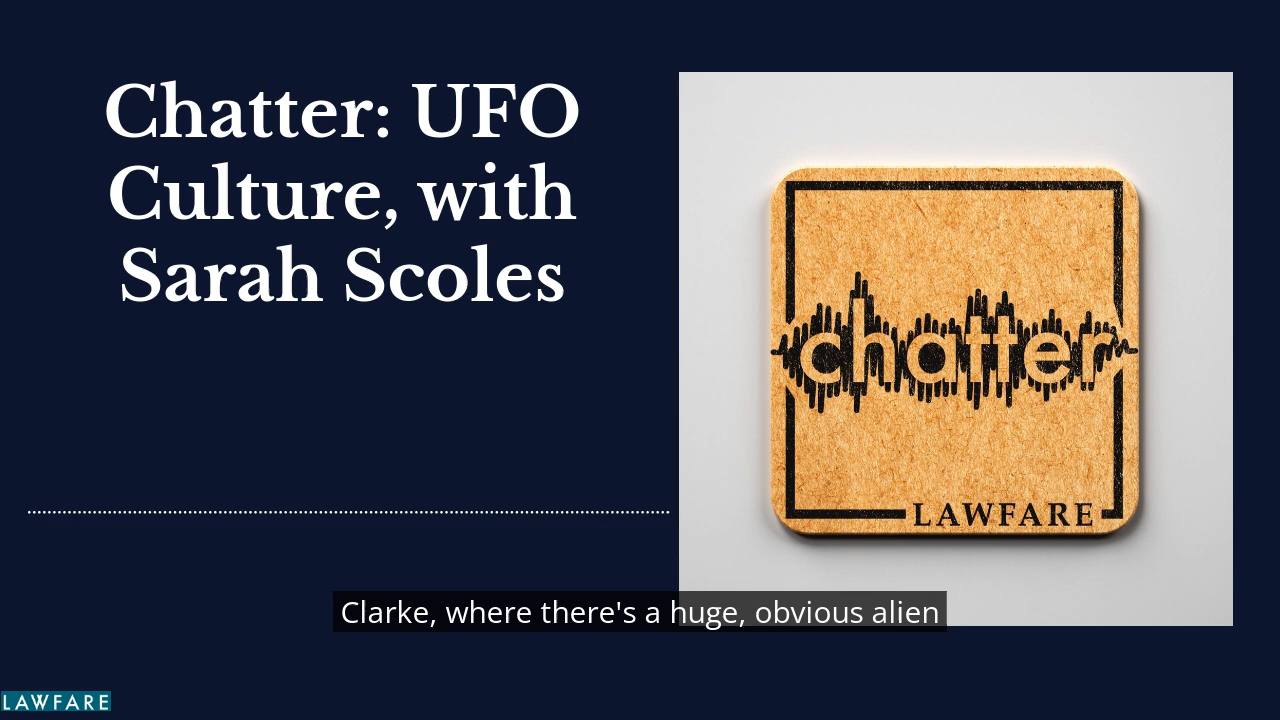 Chatter: UFO
Culture, with
Sarah Scoles
chatter
LAWFARE
Clarke, where there's a huge, obvious alien
LAWFARE